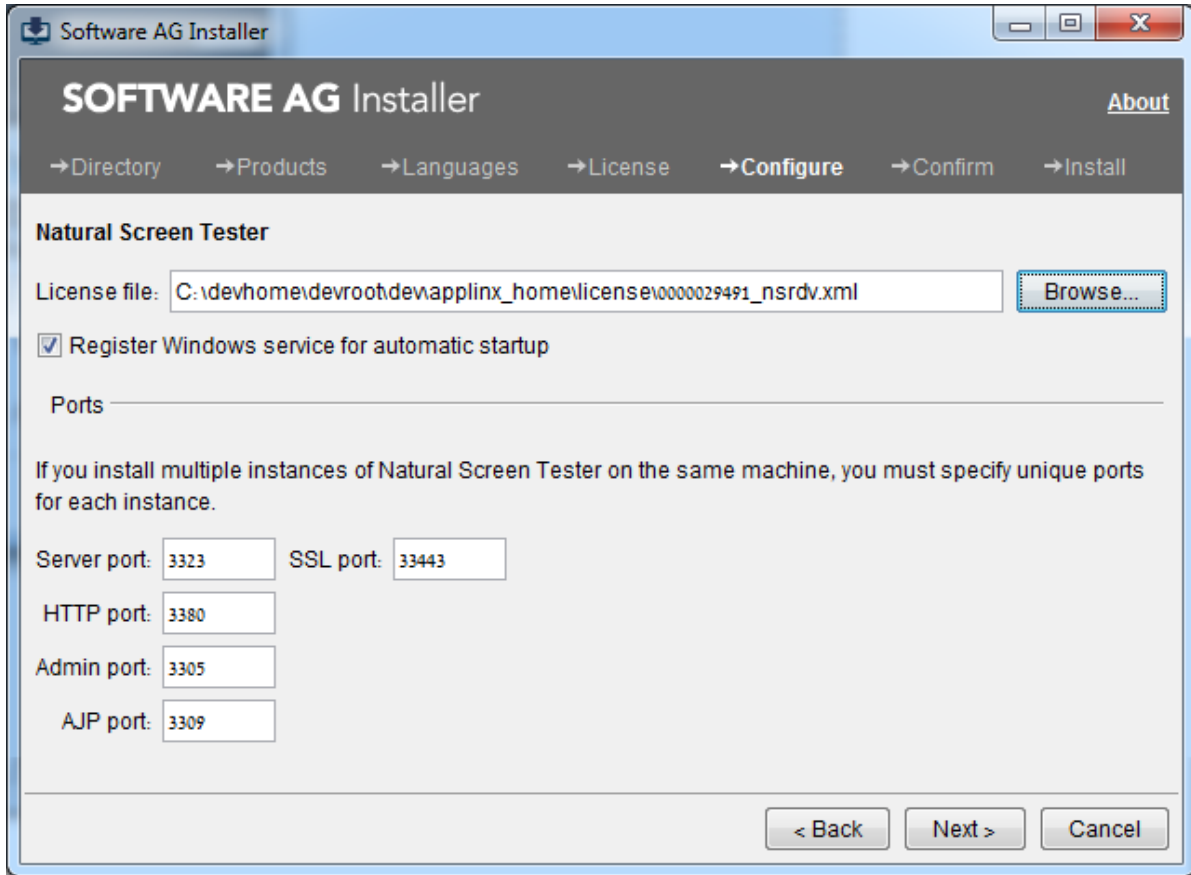 Software AG Installer
SOFTWARE AG Installer
About
→Directory →Products →Languages →License →Configure →Confirm →Install
Natural Screen Tester
License file: C:\devhome\devroot\dev\applinx_home\license\0000029491_nsrdv.xml Browse...
Register Windows service for automatic startup
Ports
If you install multiple instances of Natural Screen Tester on the same machine, you must specify unique ports
for each instance.
Server port: 3323 SSL port: 33443
HTTP port: 3380
Admin port: 3305
AJP port: 3309
< Back Next > Cancel